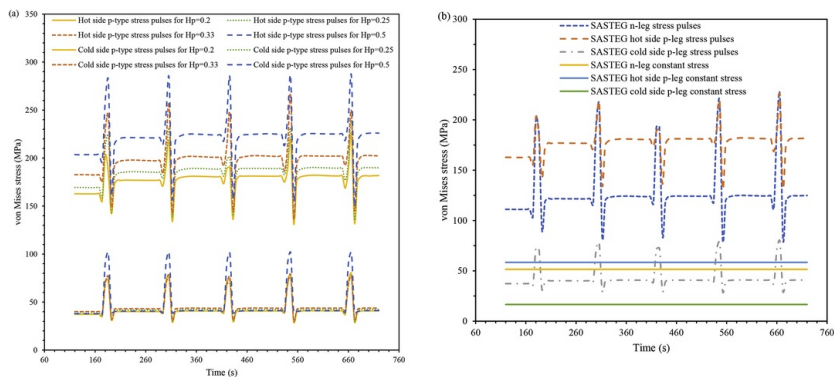 (a)
Hot side p-type stress pulses for Hp=0.2
Hot side p-type stress pulses for Hp=0.25
Hot side p-type stress pulses for Hp=0.33
Hot side p-type stress pulses for Hp=0.5
Cold side p-type stress pulses for Hp=0.2
Cold side p-type stress pulses for Hp=0.25
Cold side p-type stress pulses for Hp=0.33
Cold side p-type stress pulses for Hp=0.5
350
300
250
200
150
100
50
0
von Mises stress (MPa)
60
160
260
360
460
560
660
760
Time (s)
(b)
SASTEG n-leg stress pulses
SASTEG hot side p-leg stress pulses
SASTEG cold side p-leg stress pulses
SASTEG n-leg constant stress
SASTEG hot side p-leg constant stress
SASTEG cold side p-leg constant stress
300
250
200
150
100
50
0
von Mises stress (MPa)
60
160
260
360
460
560
660
760
Time (s)